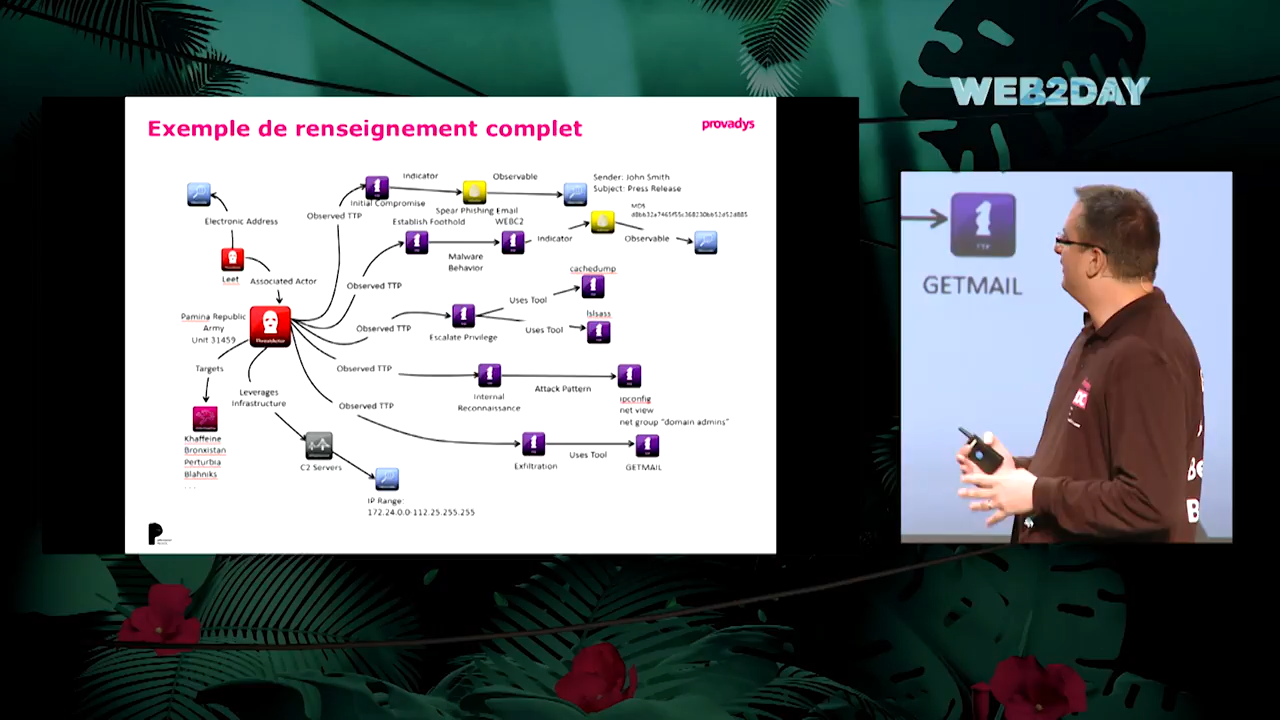 WEB2DAY
Exemple de renseignement complet
provadys
Electronic Address
Leet
Associated Actor
Pamina Republic
Army
Unit 31459
ThreatActor
Targets
Khaffeine
Bronxistan
Perturbia
Blahniks
...
Leverages
Infrastructure
C2 Servers
IP Range:
172.24.0.0-112.25.255.255
Observed TTP
Initial Compromise
Indicator
Spear Phishing Email
Observable
Sender: John Smith
Subject: Press Release
Observed TTP
Establish Foothold
Malware
Behavior
WEBC2
Indicator
MD5
d8bb32a7465f55c368230bb52d52d885
Observable
Observed TTP
Escalate Privilege
Uses Tool
cachedump
Uses Tool
lslsass
Observed TTP
Internal
Reconnaissance
Attack Pattern
ipconfig
net view
net group "domain admins"
Observed TTP
Exfiltration
Uses Tool
GETMAIL
TTP
GETMAIL